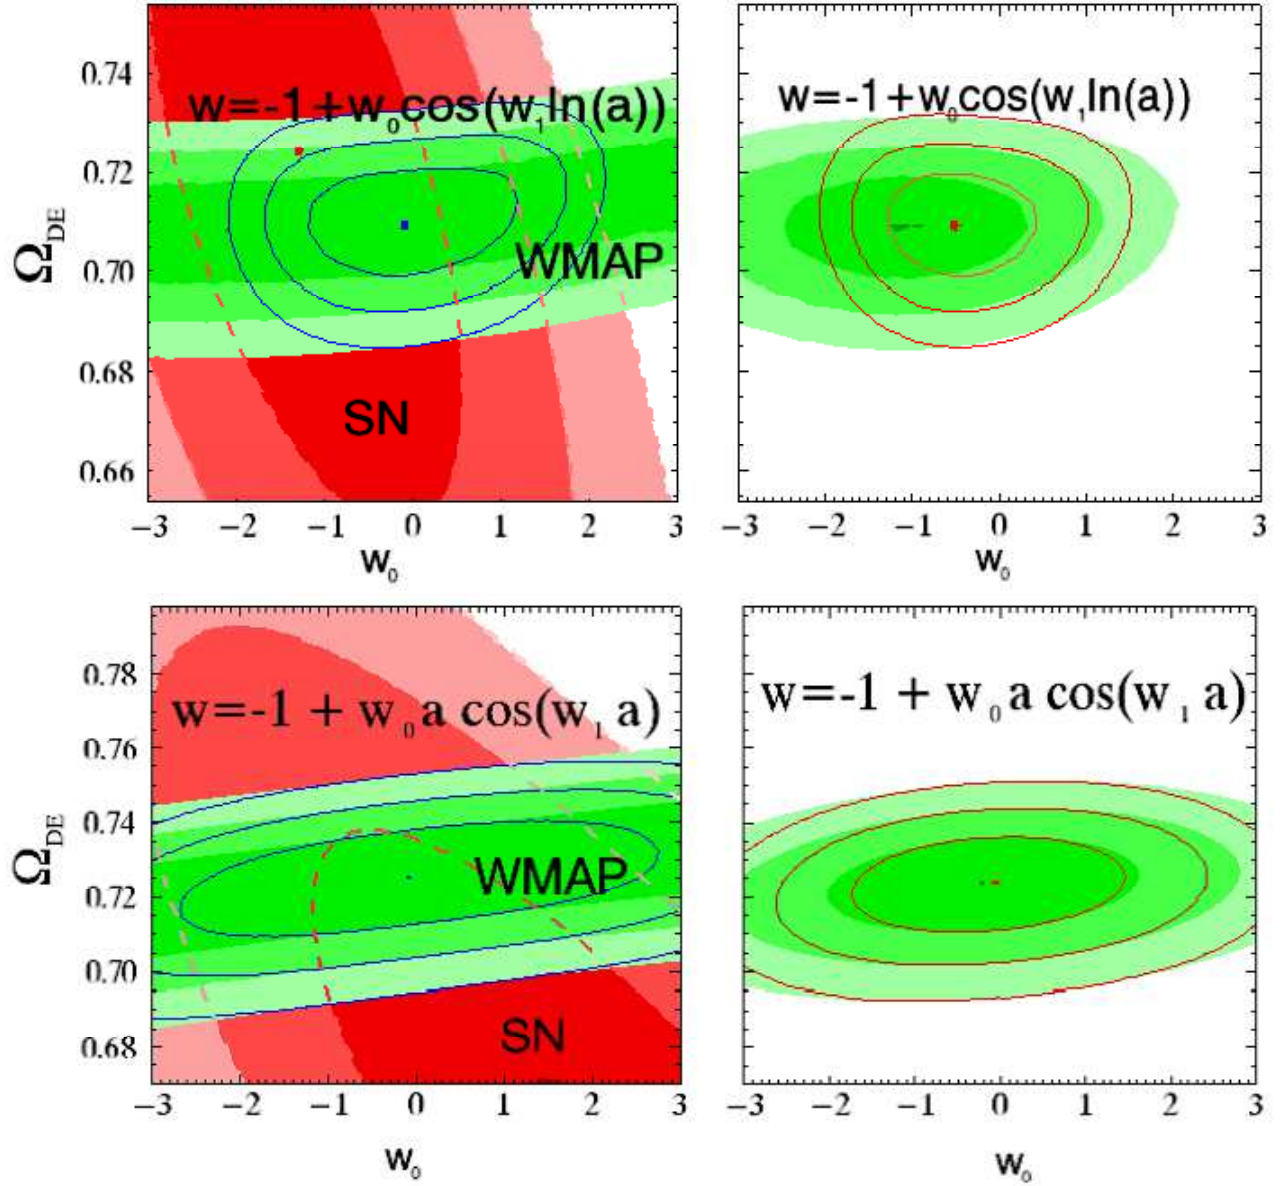 0.74
0.72
0.70
0.68
0.66
Ω_DE
w=-1+w₀cos(w₁ln(a))
WMAP
SN
−3 −2 −1 0 1 2 3
w₀
w=-1+w₀cos(w₁ln(a))
−3 −2 −1 0 1 2 3
w₀
0.78
0.76
0.74
0.72
0.70
0.68
Ω_DE
w=-1 + w₀ a cos(w₁ a)
WMAP
SN
−3 −2 −1 0 1 2 3
w₀
w=-1 + w₀ a cos(w₁ a)
−3 −2 −1 0 1 2 3
w₀